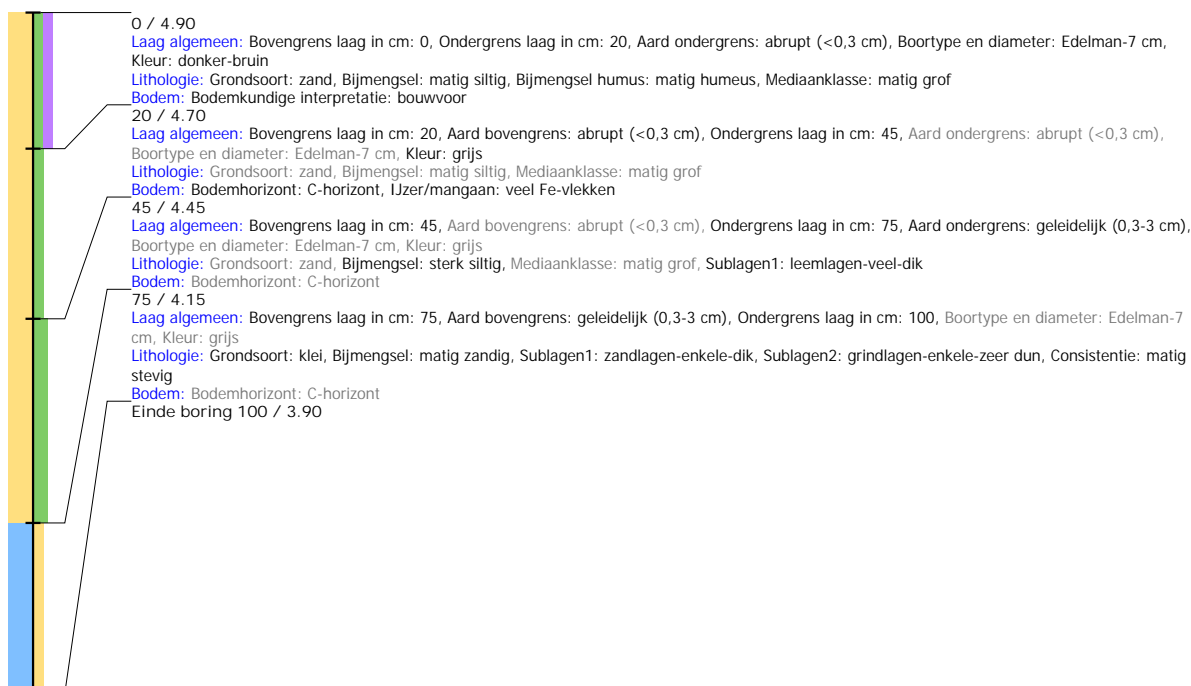 0 / 4.90
Laag algemeen: Bovengrens laag in cm: 0, Ondergrens laag in cm: 20, Aard ondergrens: abrupt (<0,3 cm), Boortype en diameter: Edelman-7 cm,
Kleur: donker-bruin
Lithologie: Grondsoort: zand, Bijmengsel: matig siltig, Bijmengsel humus: matig humeus, Mediaanklasse: matig grof
Bodem: Bodemkundige interpretatie: bouwvoor
20 / 4.70
Laag algemeen: Bovengrens laag in cm: 20, Aard bovengrens: abrupt (<0,3 cm), Ondergrens laag in cm: 45, Aard ondergrens: abrupt (<0,3 cm),
Boortype en diameter: Edelman-7 cm, Kleur: grijs
Lithologie: Grondsoort: zand, Bijmengsel: matig siltig, Mediaanklasse: matig grof
Bodem: Bodemhorizont: C-horizont, IJzer/mangaan: veel Fe-vlekken
45 / 4.45
Laag algemeen: Bovengrens laag in cm: 45, Aard bovengrens: abrupt (<0,3 cm), Ondergrens laag in cm: 75, Aard ondergrens: geleidelijk (0,3-3 cm),
Boortype en diameter: Edelman-7 cm, Kleur: grijs
Lithologie: Grondsoort: zand, Bijmengsel: sterk siltig, Mediaanklasse: matig grof, Sublagen1: leemlagen-veel-dik
Bodem: Bodemhorizont: C-horizont
75 / 4.15
Laag algemeen: Bovengrens laag in cm: 75, Aard bovengrens: geleidelijk (0,3-3 cm), Ondergrens laag in cm: 100, Boortype en diameter: Edelman-7
cm, Kleur: grijs
Lithologie: Grondsoort: klei, Bijmengsel: matig zandig, Sublagen1: zandlagen-enkele-dik, Sublagen2: grindlagen-enkele-zeer dun, Consistentie: matig
stevig
Bodem: Bodemhorizont: C-horizont
Einde boring 100 / 3.90